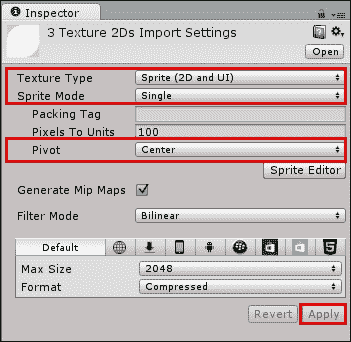 Inspector
3 Texture 2Ds Import Settings
Open
Texture Type Sprite (2D and UI)
Sprite Mode Single
Packing Tag
Pixels To Units 100
Pivot Center
Sprite Editor
Generate Mip Maps
Filter Mode Bilinear
Default
Max Size 2048
Format Compressed
Revert Apply